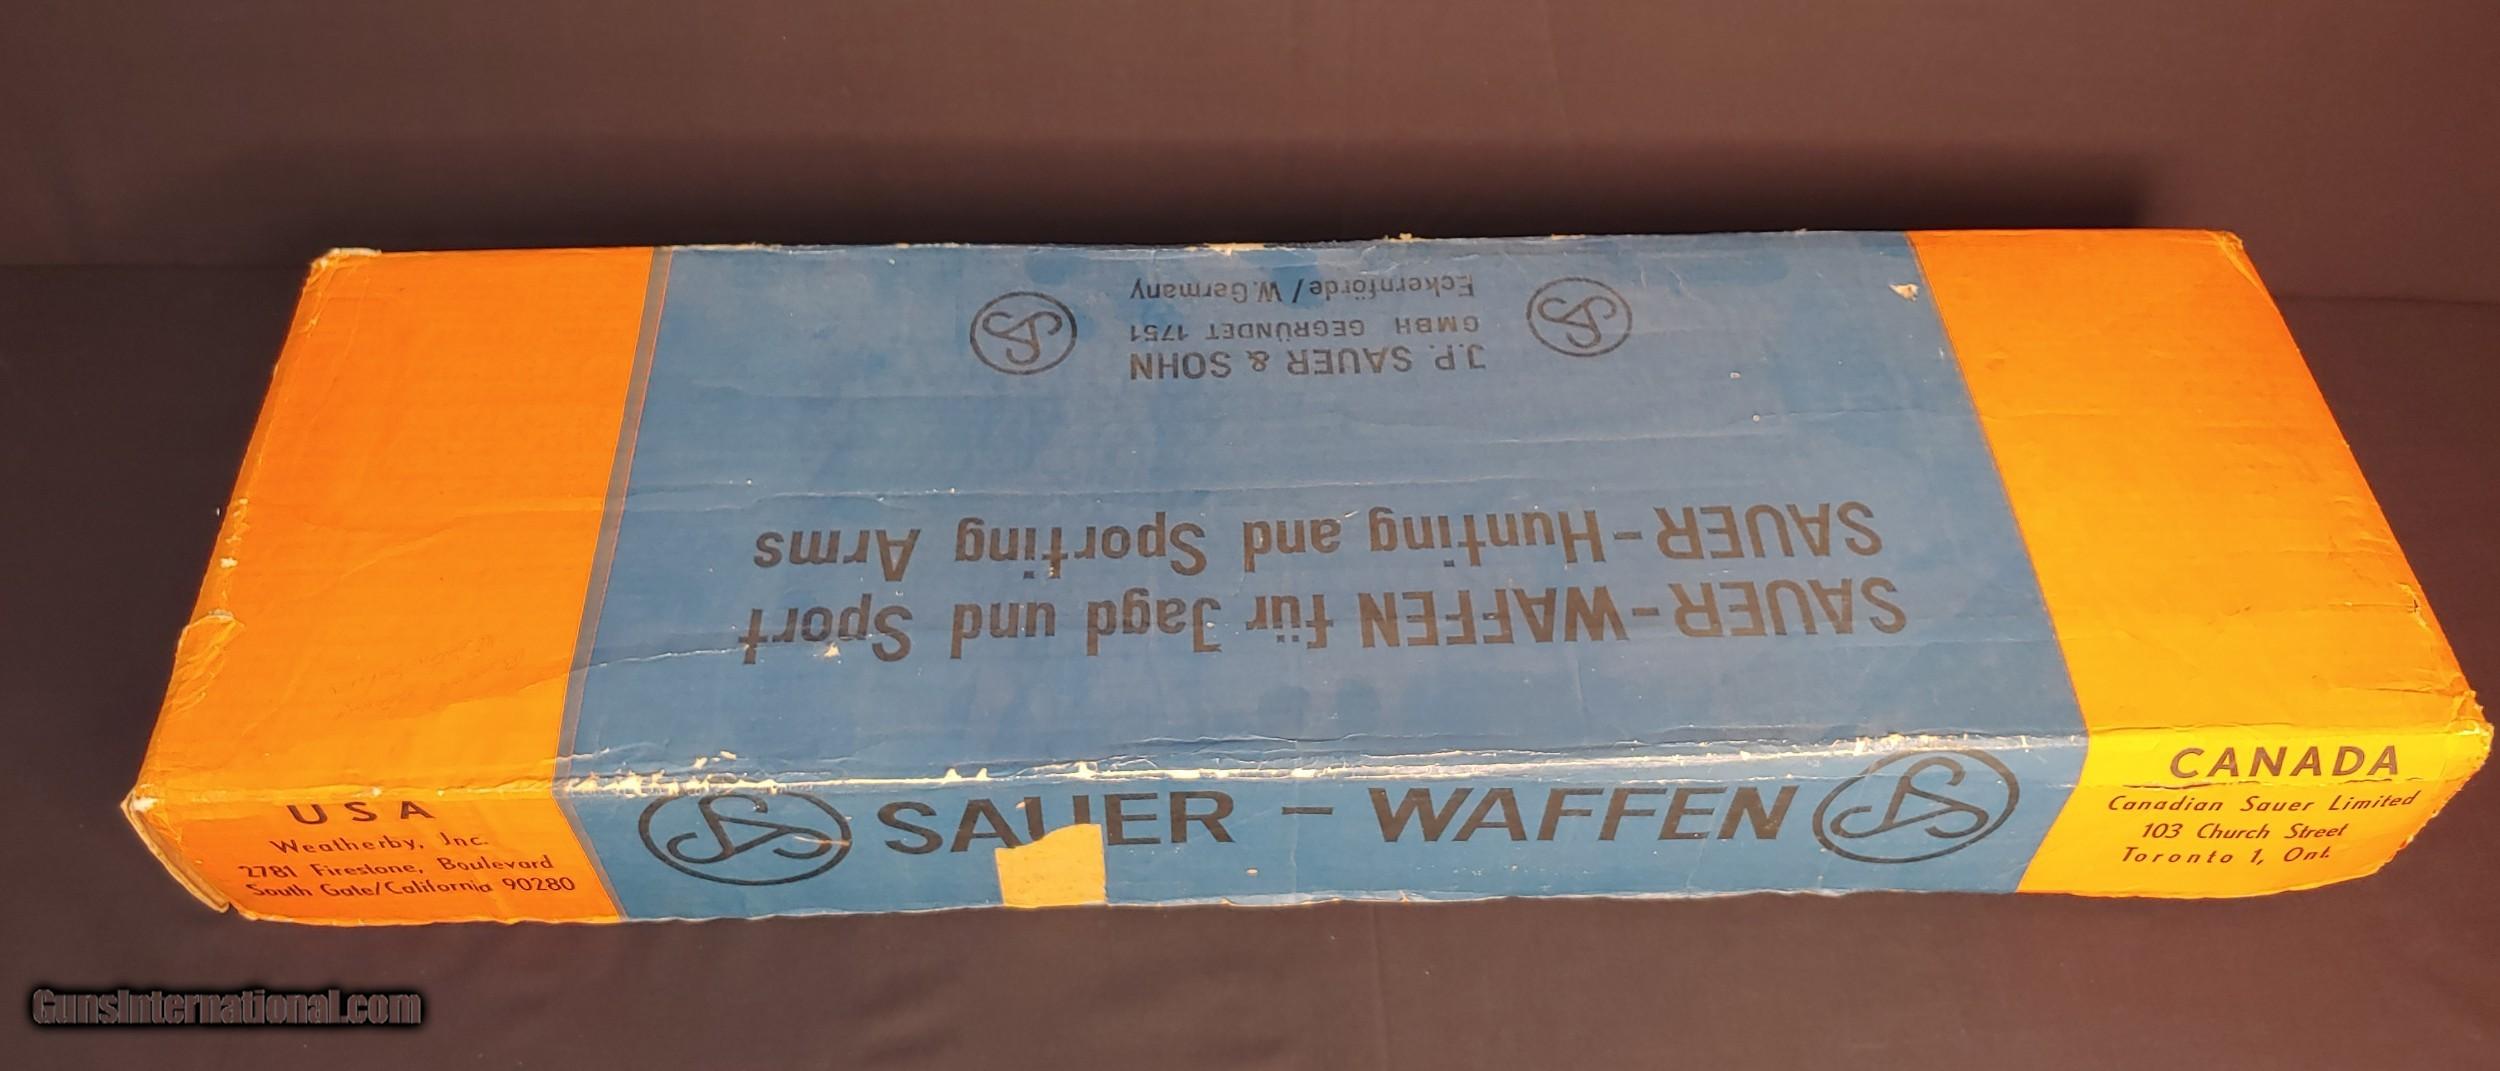 J.P. SAUER & SOHN
GMBH GEGRÜNDET 1751
Eckernförde / W. Germany
SAUER - WAFFEN für Jagd und Sport
SAUER - Hunting and Sporting Arms
SAUER - WAFFEN
USA
Weatherby, Jnc.
2781 Firestone, Boulevard
South Gate/California 90280
CANADA
Canadian Sauer Limited
103 Church Street
Toronto 1, Ont.
GunsInternational.com